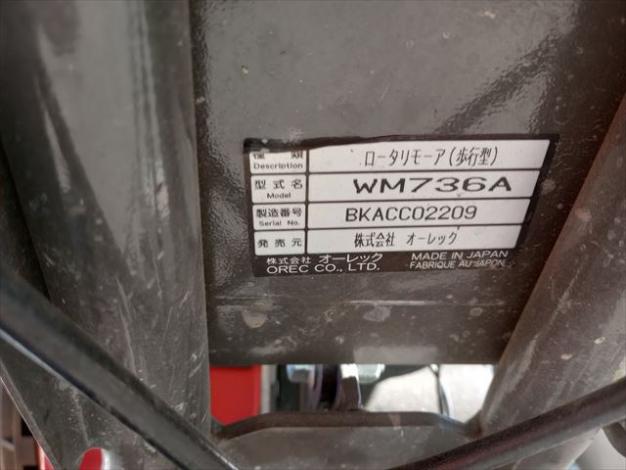 種類 ロータリモーア(歩行型)
Description
型式名 WM736A
Model
製造番号 BKACC02209
Serial No.
発売元 株式会社 オーレック
株式会社 オーレック MADE IN JAPAN
OREC CO., LTD. FABRIQUE AU JAPON